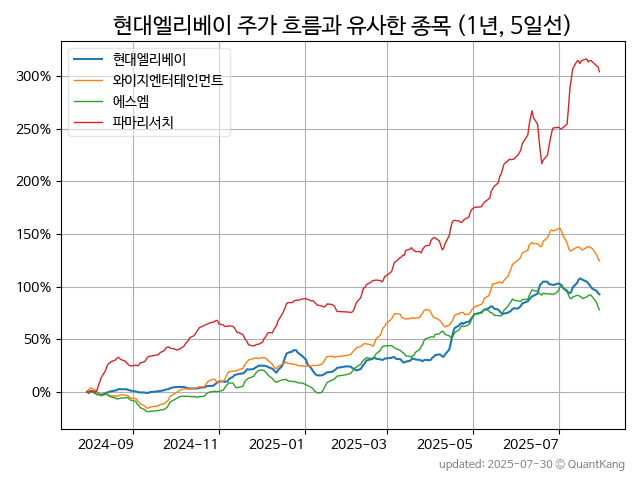 현대엘리베이 주가 흐름과 유사한 종목 (1년, 5일선)
현대엘리베이
와이지엔터테인먼트
에스엠
파마리서치
300%
250%
200%
150%
100%
50%
0%
2024-09 2024-11 2025-01 2025-03 2025-05 2025-07
updated: 2025-07-30 © QuantKang